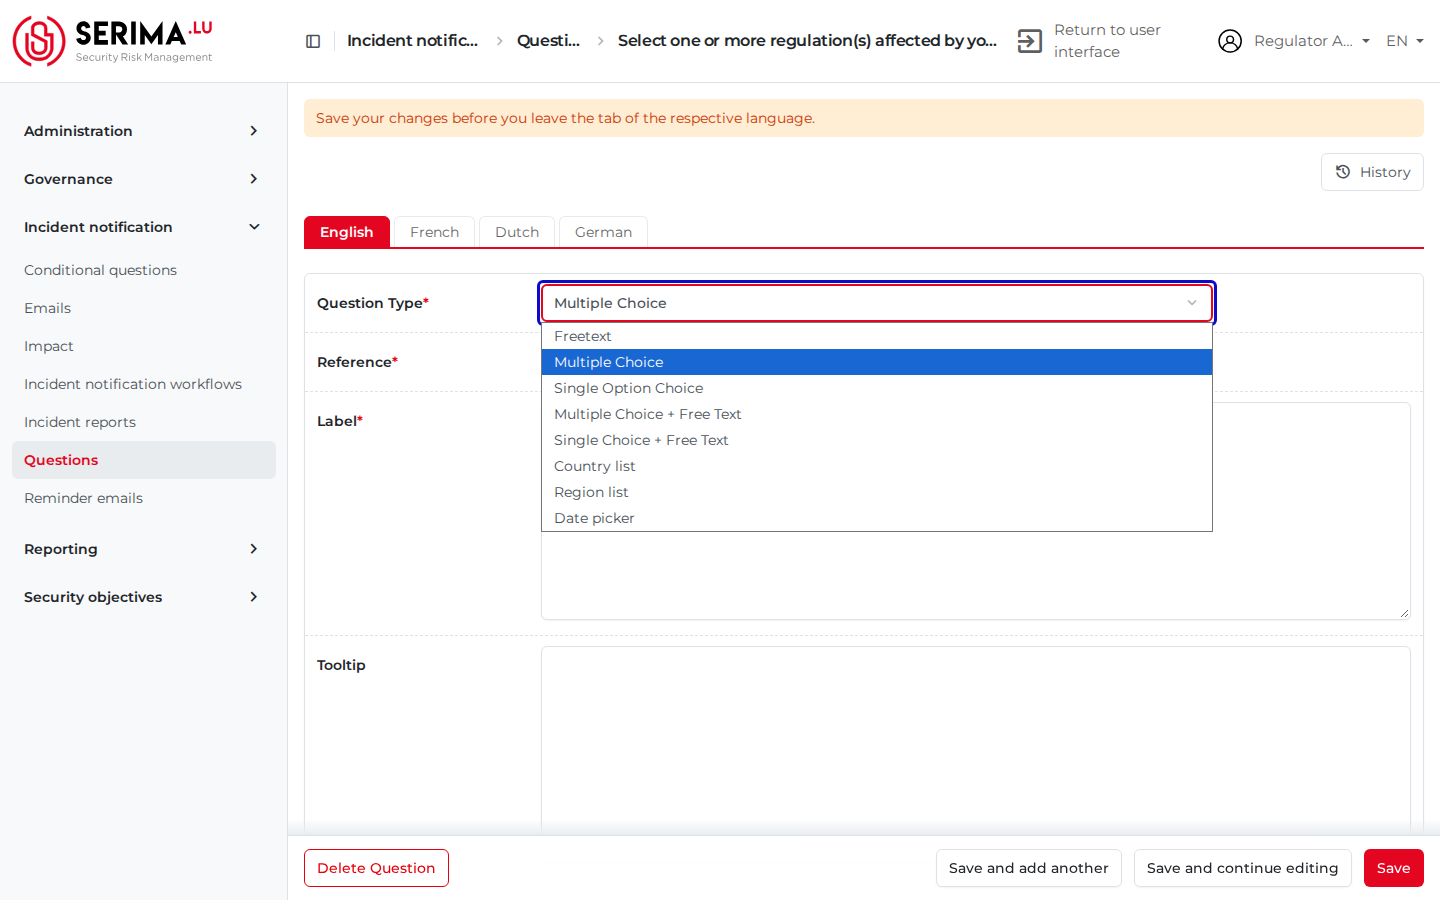 SERIMA.LU
Security Risk Management
Incident notific...
Questi...
Select one or more regulation(s) affected by yo...
Return to user
interface
Regulator A...
EN
Administration
Governance
Incident notification
Conditional questions
Emails
Impact
Incident notification workflows
Incident reports
Questions
Reminder emails
Reporting
Security objectives
Save your changes before you leave the tab of the respective language.
History
English
French
Dutch
German
Question Type*
Multiple Choice
Freetext
Multiple Choice
Single Option Choice
Multiple Choice + Free Text
Single Choice + Free Text
Country list
Region list
Date picker
Reference*
Label*
Tooltip
Delete Question
Save and add another
Save and continue editing
Save